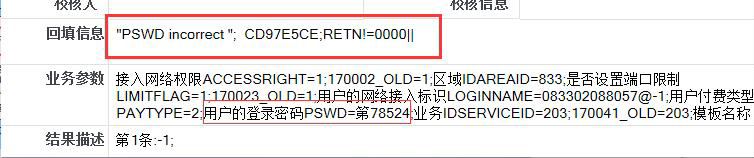 校核人 校核信息
回填信息 "PSWD incorrect "; CD97E5CE;RETN!=0000||
业务参数 接入网络权限ACCESSRIGHT=1;170002_OLD=1;区域IDAREAID=833;是否设置端口限制
LIMITFLAG=1;170023_OLD=1;用户的网络接入标识LOGINNAME=083302088057@-1;用户付费类型
PAYTYPE=2;用户的登录密码PSWD=第78524;业务IDSERVICEID=203;170041_OLD=203;模板名称
结果描述 第1条:-1;